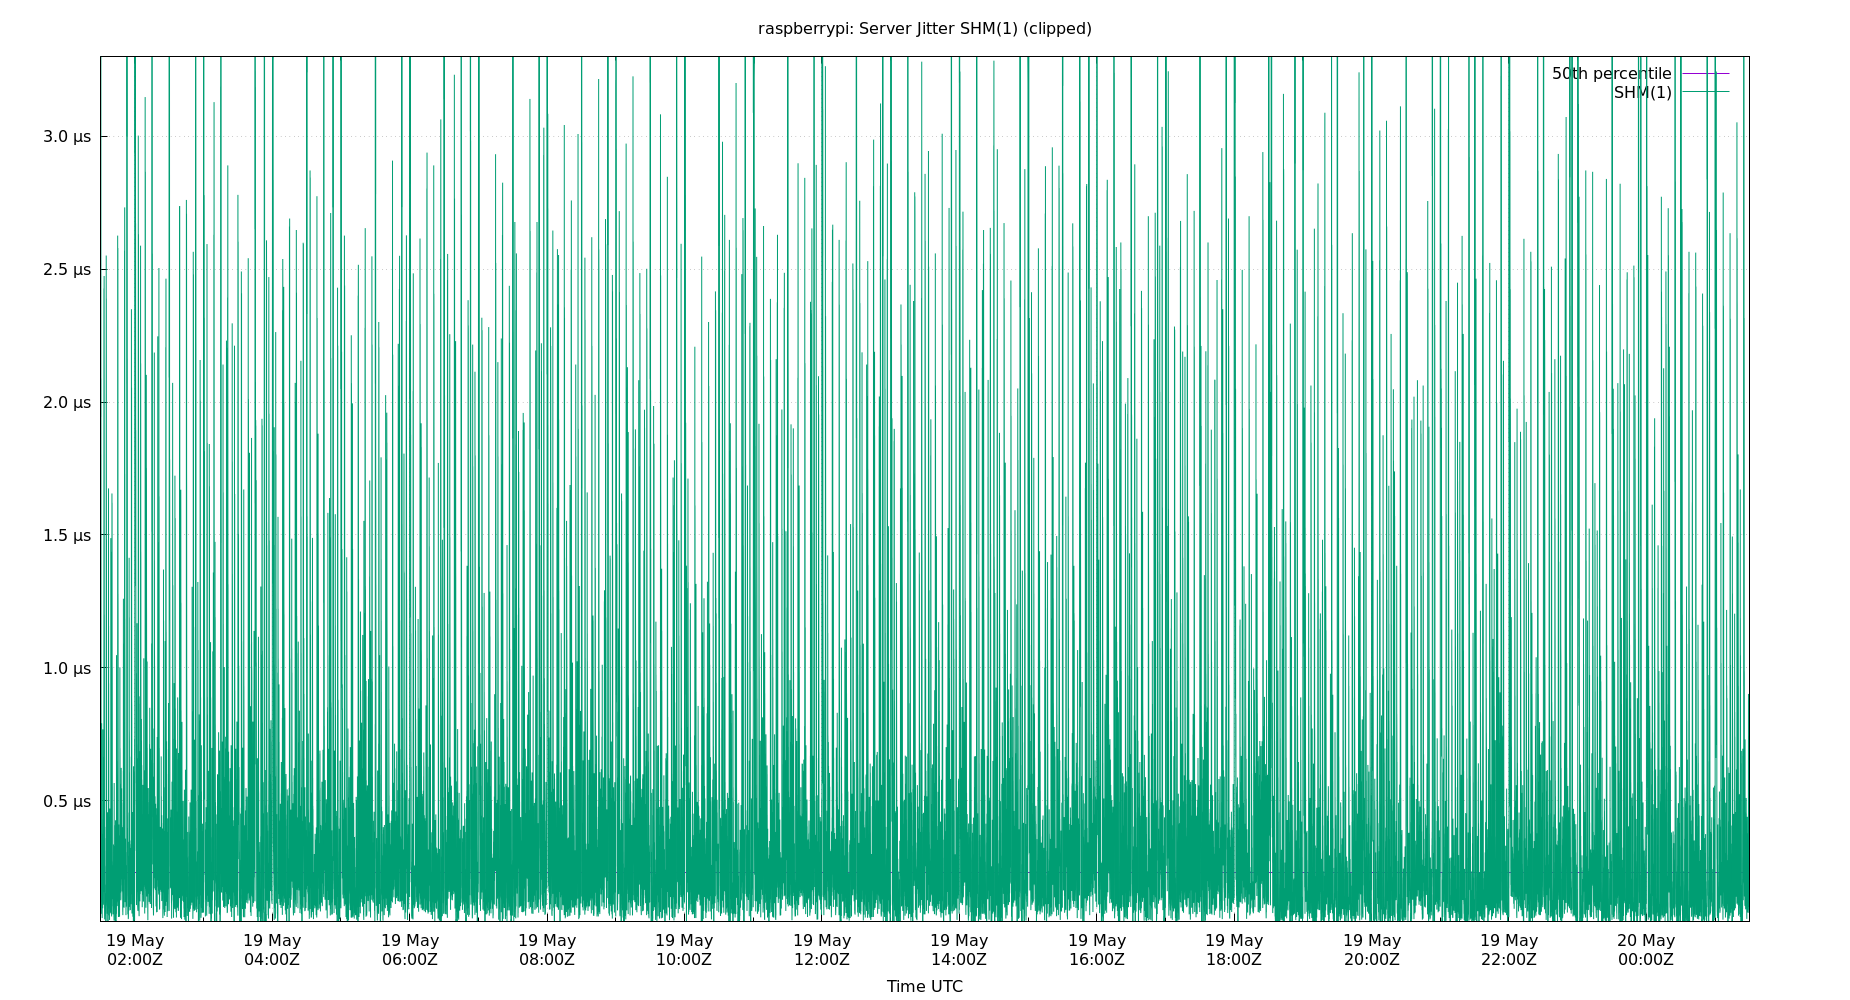 raspberrypi: Server Jitter SHM(1) (clipped)
50th percentile
SHM(1)
3.0 µs
2.5 µs
2.0 µs
1.5 µs
1.0 µs
0.5 µs
19 May 19 May 19 May 19 May 19 May 19 May 19 May 19 May 19 May 19 May 19 May 20 May
02:00Z 04:00Z 06:00Z 08:00Z 10:00Z 12:00Z 14:00Z 16:00Z 18:00Z 20:00Z 22:00Z 00:00Z
Time UTC